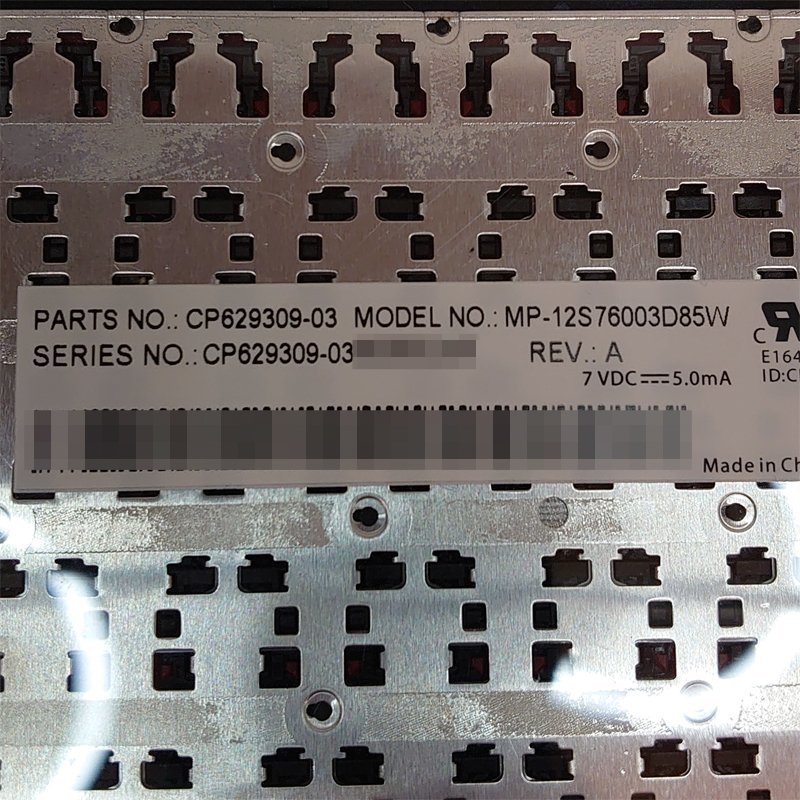 PARTS NO.: CP629309-03 MODEL NO.: MP-12S76003D85W
SERIES NO.: CP629309-03 REV.: A
7 VDC⎓5.0mA
C
E164
ID:C
Made in Ch